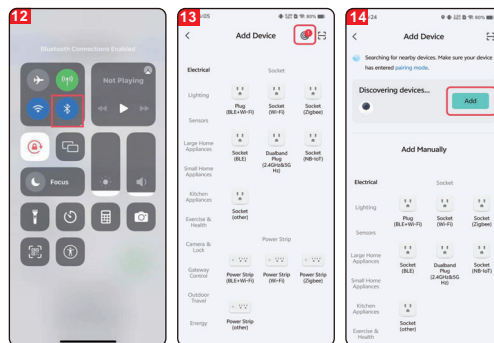 12
Bluetooth Connections Enabled
Not Playing
Focus
13
/05
80%
Add Device
Electrical
Lighting
Sensors
Large Home
Appliances
Small Home
Appliances
Kitchen
Appliances
Exercise &
Health
Camera &
Lock
Gateway
Control
Outdoor
Travel
Energy
Socket
Plug
(BLE+Wi-Fi)
Socket
(Wi-Fi)
Socket
(Zigbee)
Socket
(BLE)
Dualband
Plug
(2.4GHz&5G
Hz)
Socket
(NB-IoT)
Socket
(other)
Power Strip
Power Strip
(BLE+Wi-Fi)
Power Strip
(Wi-Fi)
Power Strip
(Zigbee)
Power Strip
(other)
14
/24
80%
Add Device
Searching for nearby devices. Make sure your device
has entered pairing mode.
Discovering devices...
Add
Add Manually
Electrical
Lighting
Sensors
Large Home
Appliances
Small Home
Appliances
Kitchen
Appliances
Exercise &
Health
Socket
Plug
(BLE+Wi-Fi)
Socket
(Wi-Fi)
Socket
(Zigbee)
Socket
(BLE)
Dualband
Plug
(2.4GHz&5G
Hz)
Socket
(NB-IoT)
Socket
(other)